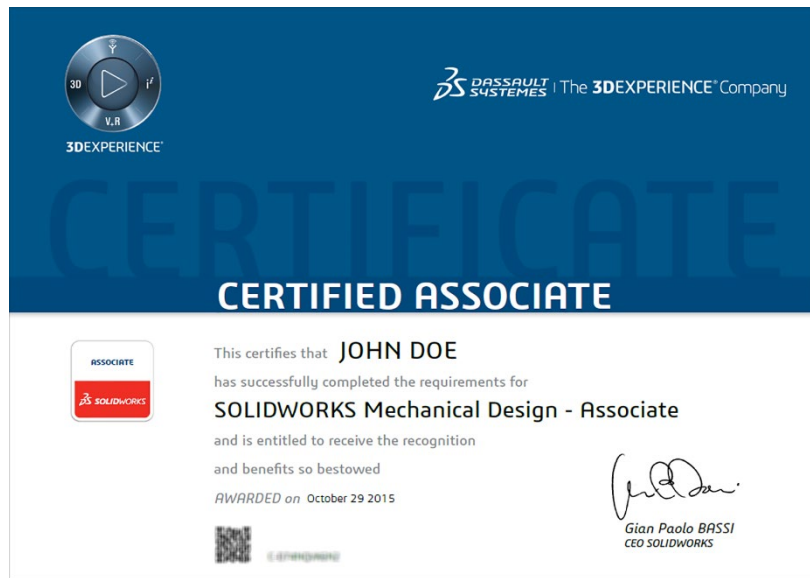 3D
V.R
3DEXPERIENCE
DASSAULT SYSTEMES | The 3DEXPERIENCE® Company
CERTIFICATE
CERTIFIED ASSOCIATE
ASSOCIATE
SOLIDWORKS
This certifies that JOHN DOE
has successfully completed the requirements for
SOLIDWORKS Mechanical Design - Associate
and is entitled to receive the recognition
and benefits so bestowed
AWARDED on October 29 2015
Gian Paolo BASSI
CEO SOLIDWORKS